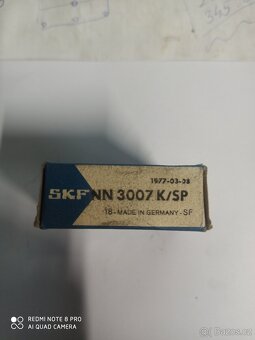 1977-03-28
SKF NN 3007 K/SP
18-MADE IN GERMANY-SF
REDMI NOTE 8 PRO
AI QUAD CAMERA